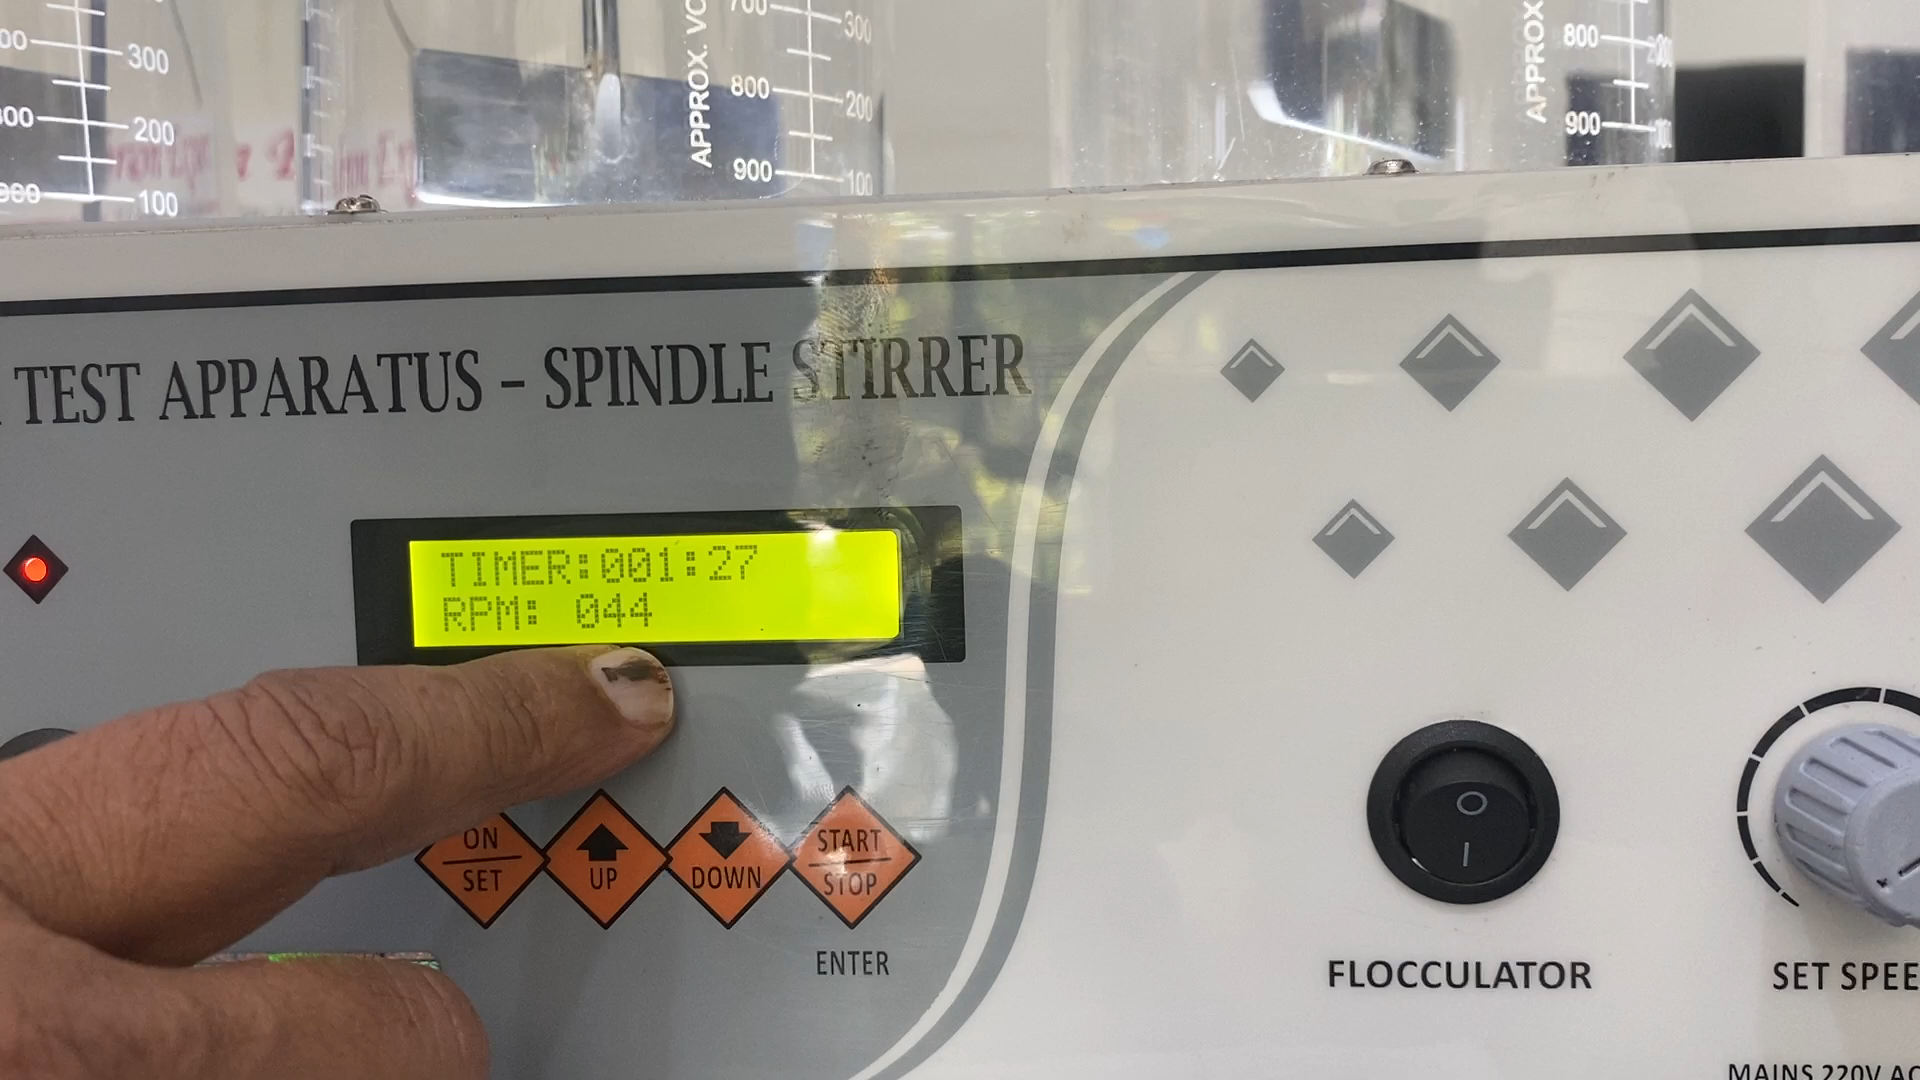 300
200
100
APPROX. VO
700
800
900
300
200
100
APPROX
800
900
TEST APPARATUS – SPINDLE STIRRER
TIMER:001:27
RPM: 044
ON
SET
UP
DOWN
START
STOP
ENTER
O
I
FLOCCULATOR
SET SPEE
MAINS 220V AC